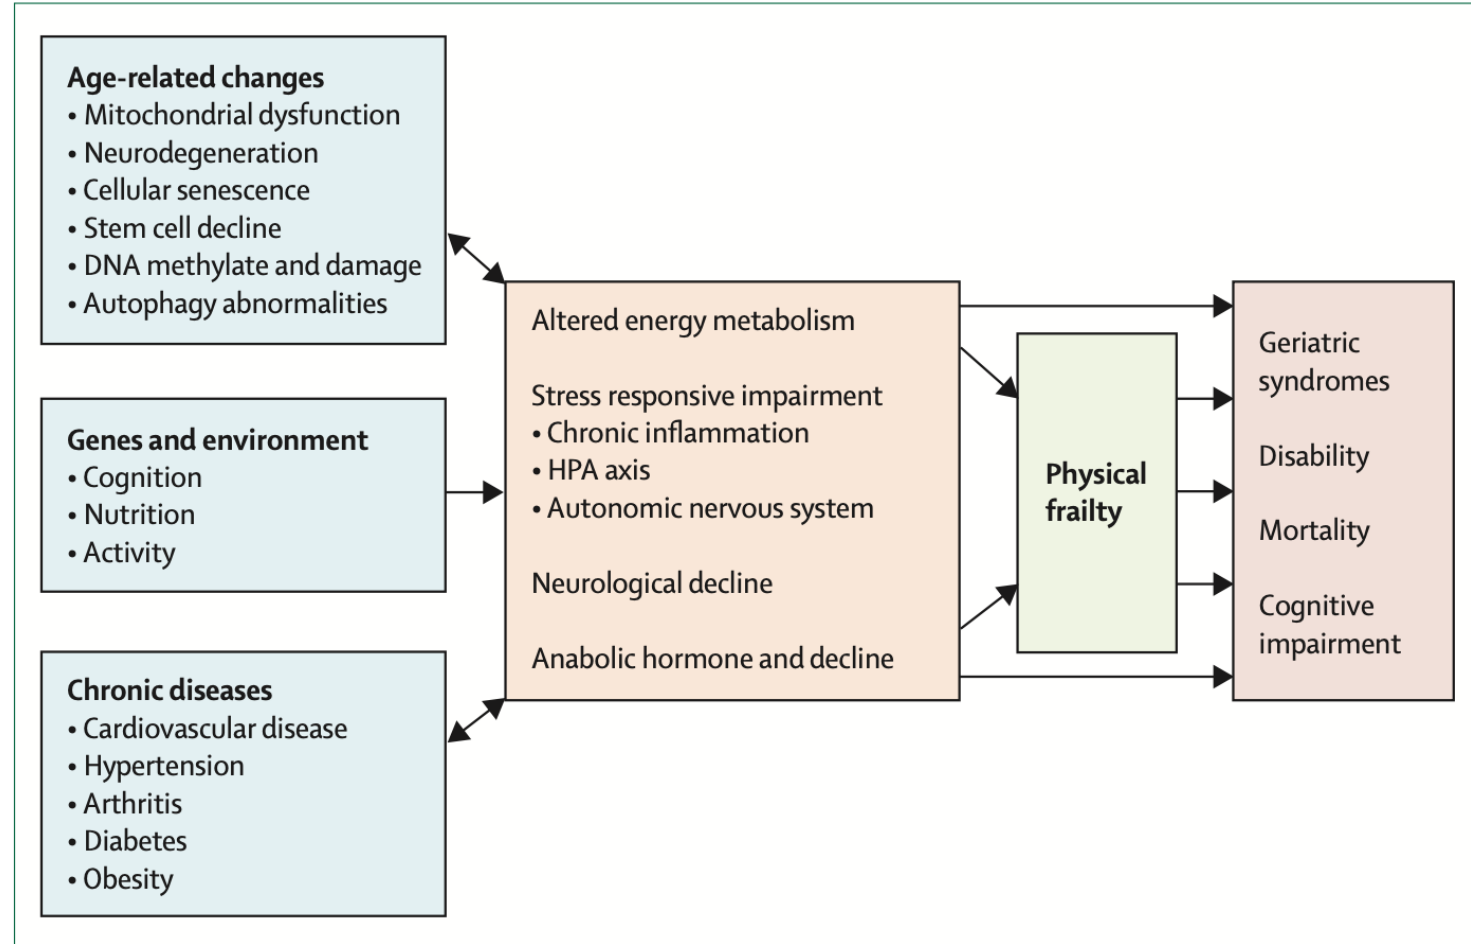 Age-related changes
• Mitochondrial dysfunction
• Neurodegeneration
• Cellular senescence
• Stem cell decline
• DNA methylate and damage
• Autophagy abnormalities
Genes and environment
• Cognition
• Nutrition
• Activity
Chronic diseases
• Cardiovascular disease
• Hypertension
• Arthritis
• Diabetes
• Obesity
Altered energy metabolism
Stress responsive impairment
• Chronic inflammation
• HPA axis
• Autonomic nervous system
Neurological decline
Anabolic hormone and decline
Physical
frailty
Geriatric
syndromes
Disability
Mortality
Cognitive
impairment